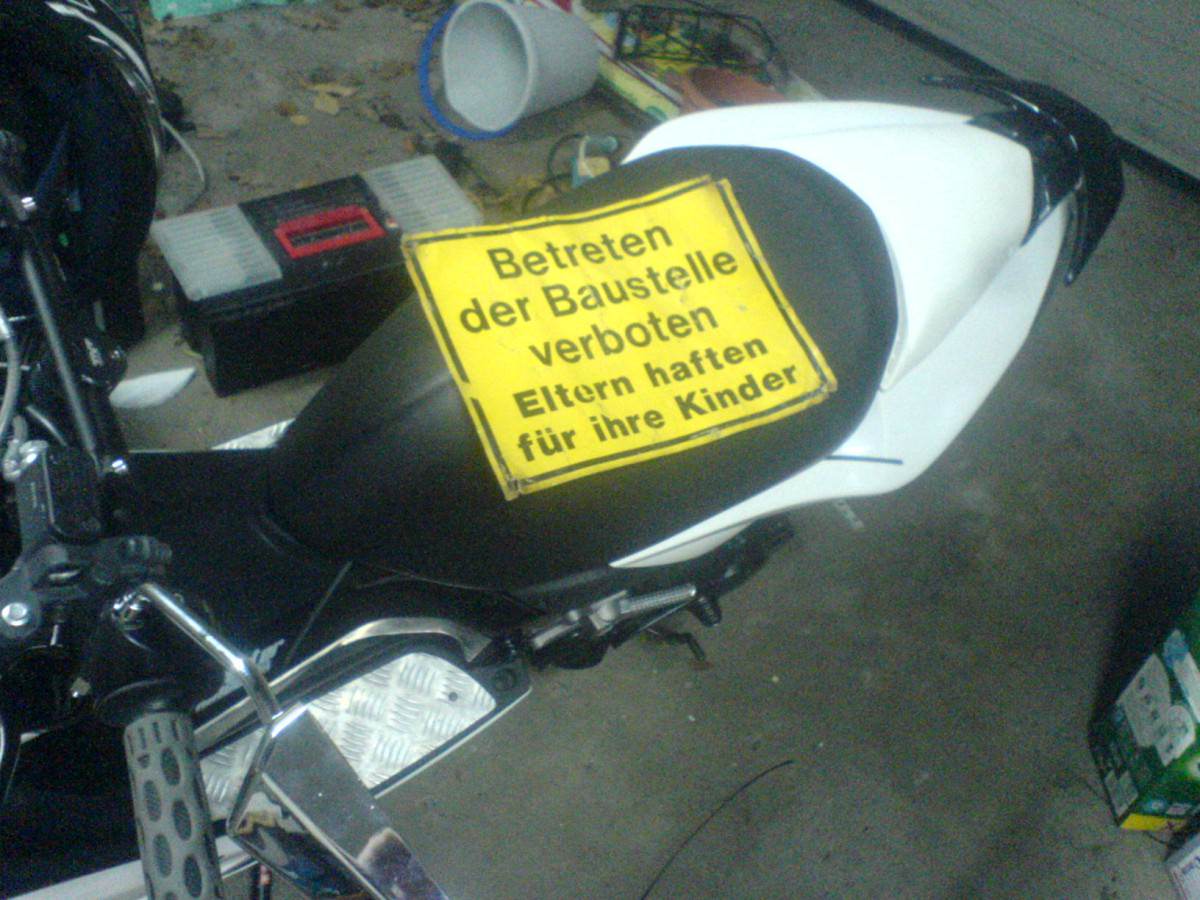 Betreten
der Baustelle
verboten
Eltern haften
für ihre Kinder